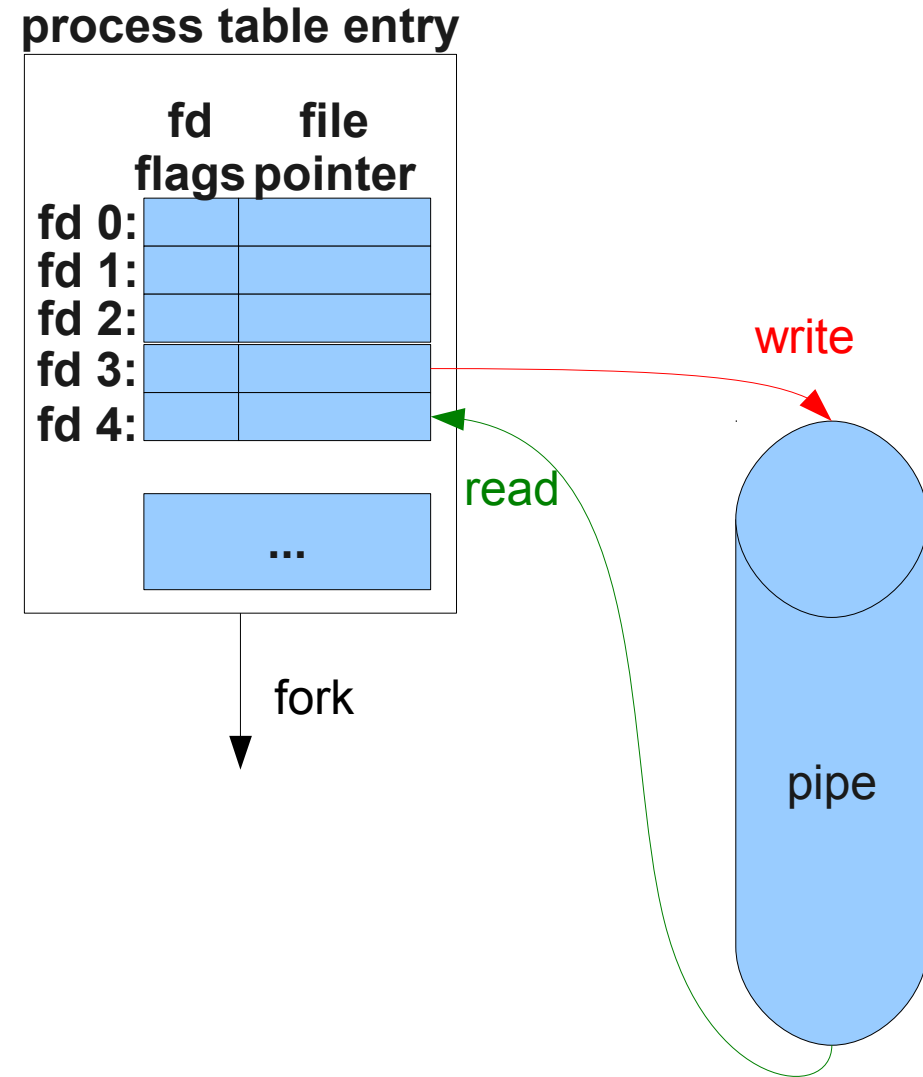 process table entry
fd file
flags pointer
fd 0:
fd 1:
fd 2:
fd 3:
fd 4:
...
write
read
fork
pipe